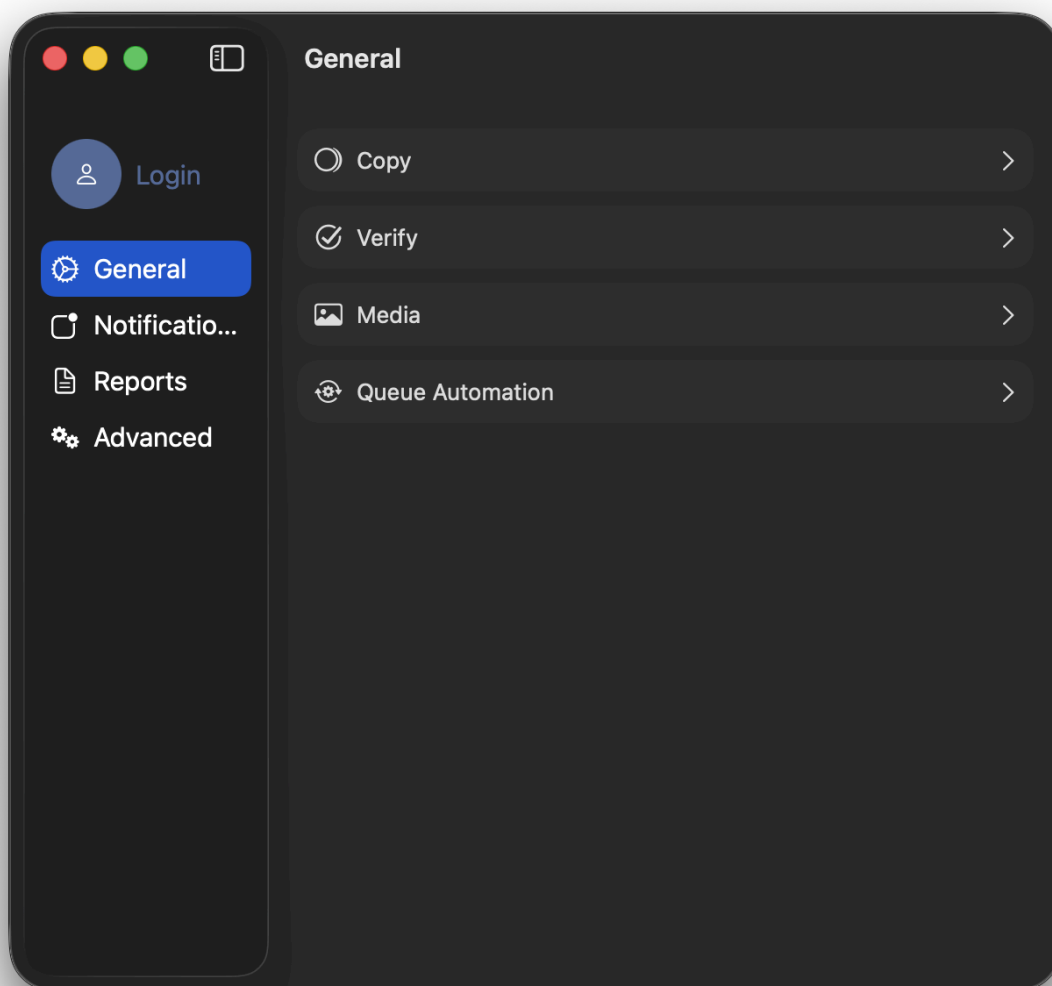 General
Login
General
Notificatio...
Reports
Advanced
Copy
Verify
Media
Queue Automation